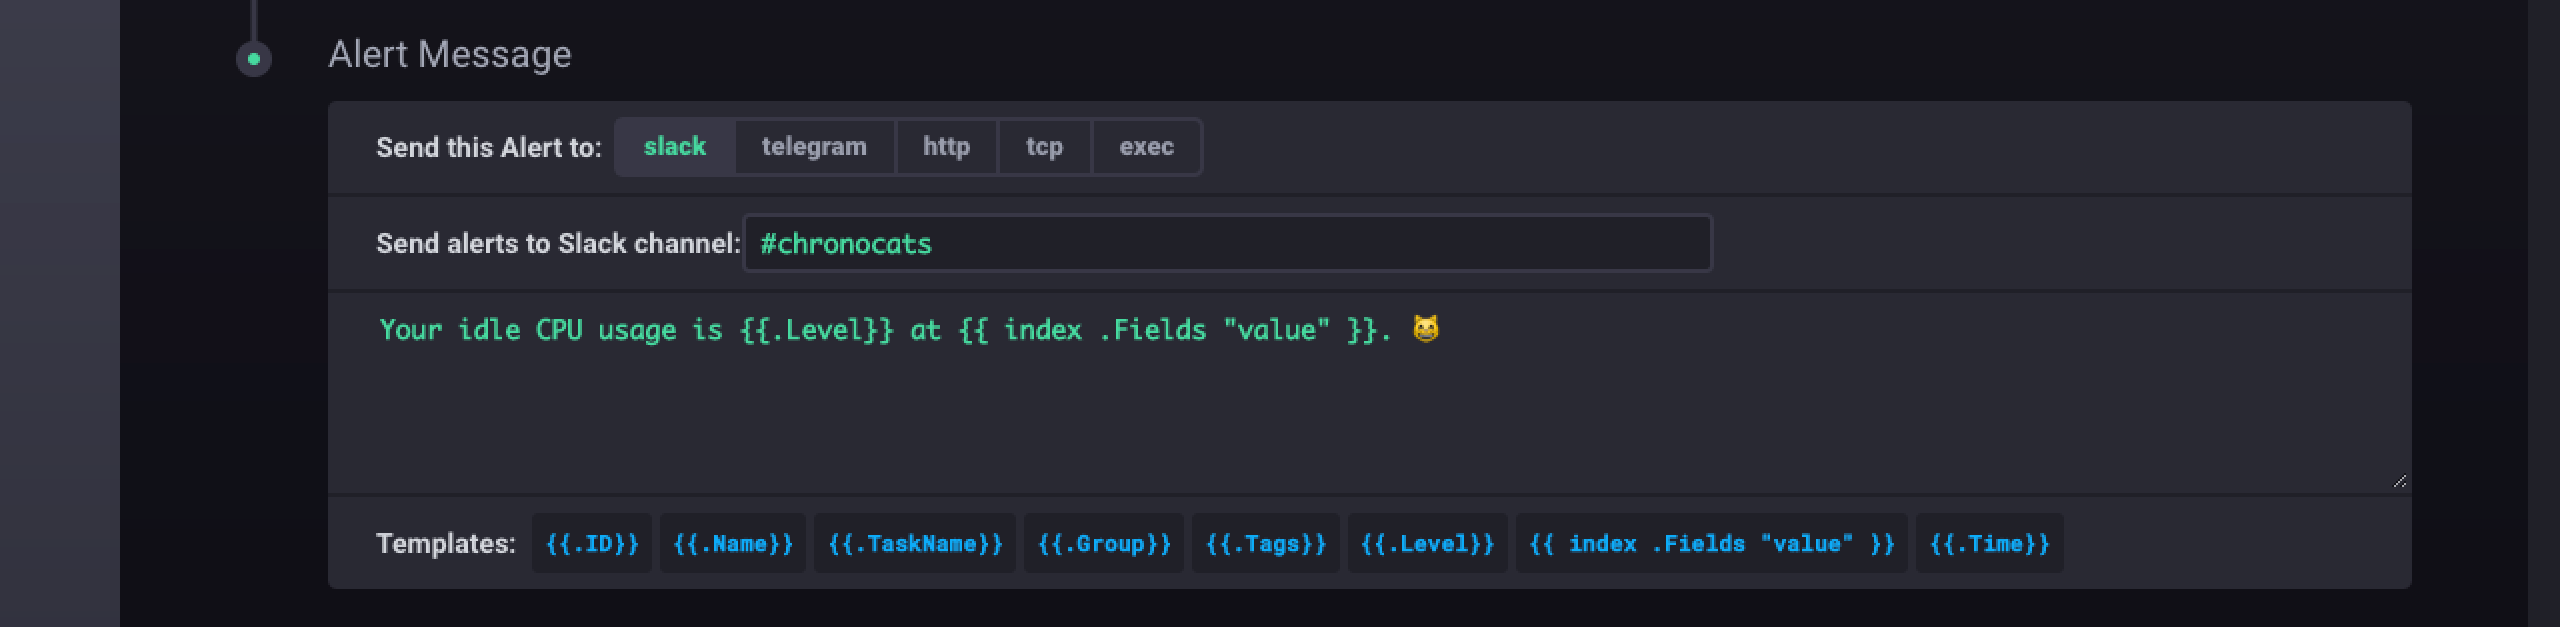 Alert Message
Send this Alert to: slack telegram http tcp exec
Send alerts to Slack channel: #chronocats
Your idle CPU usage is {{.Level}} at {{ index .Fields "value" }}. 😸
Templates: {{.ID}} {{.Name}} {{.TaskName}} {{.Group}} {{.Tags}} {{.Level}} {{ index .Fields "value" }} {{.Time}}